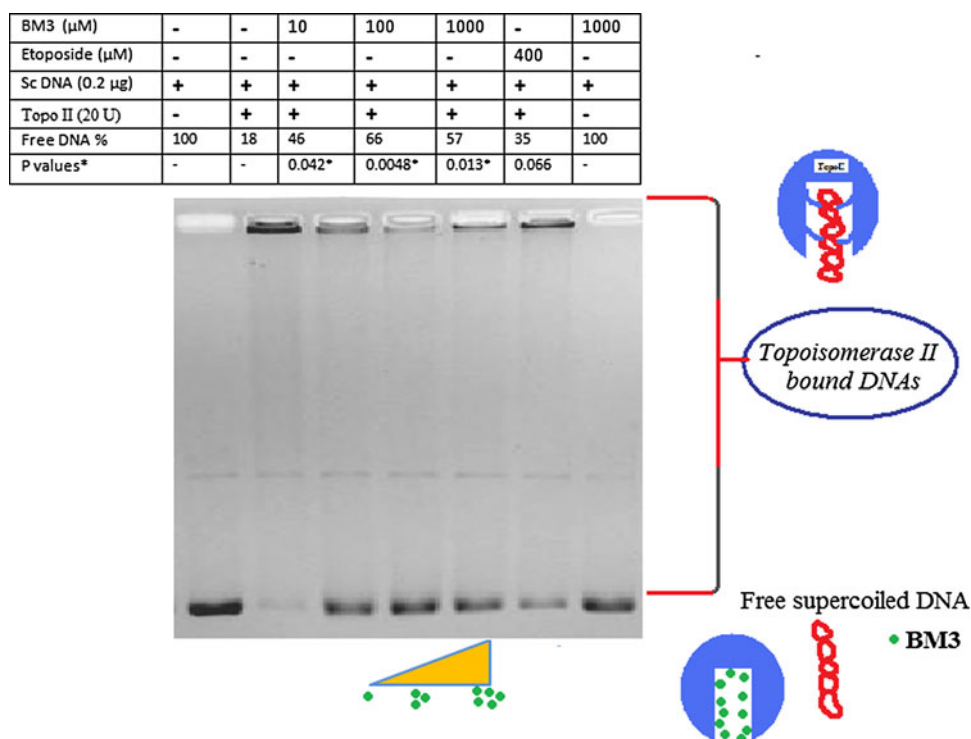 BM3 (μM) - - 10 100 1000 - 1000
Etoposide (μM) - - - - - 400 -
Sc DNA (0.2 μg) + + + + + + +
Topo II (20 U) - + + + + + -
Free DNA % 100 18 46 66 57 35 100
P values* - - 0.042* 0.0048* 0.013* 0.066 -
Topoisomerase II
bound DNAs
Free supercoiled DNA
• BM3